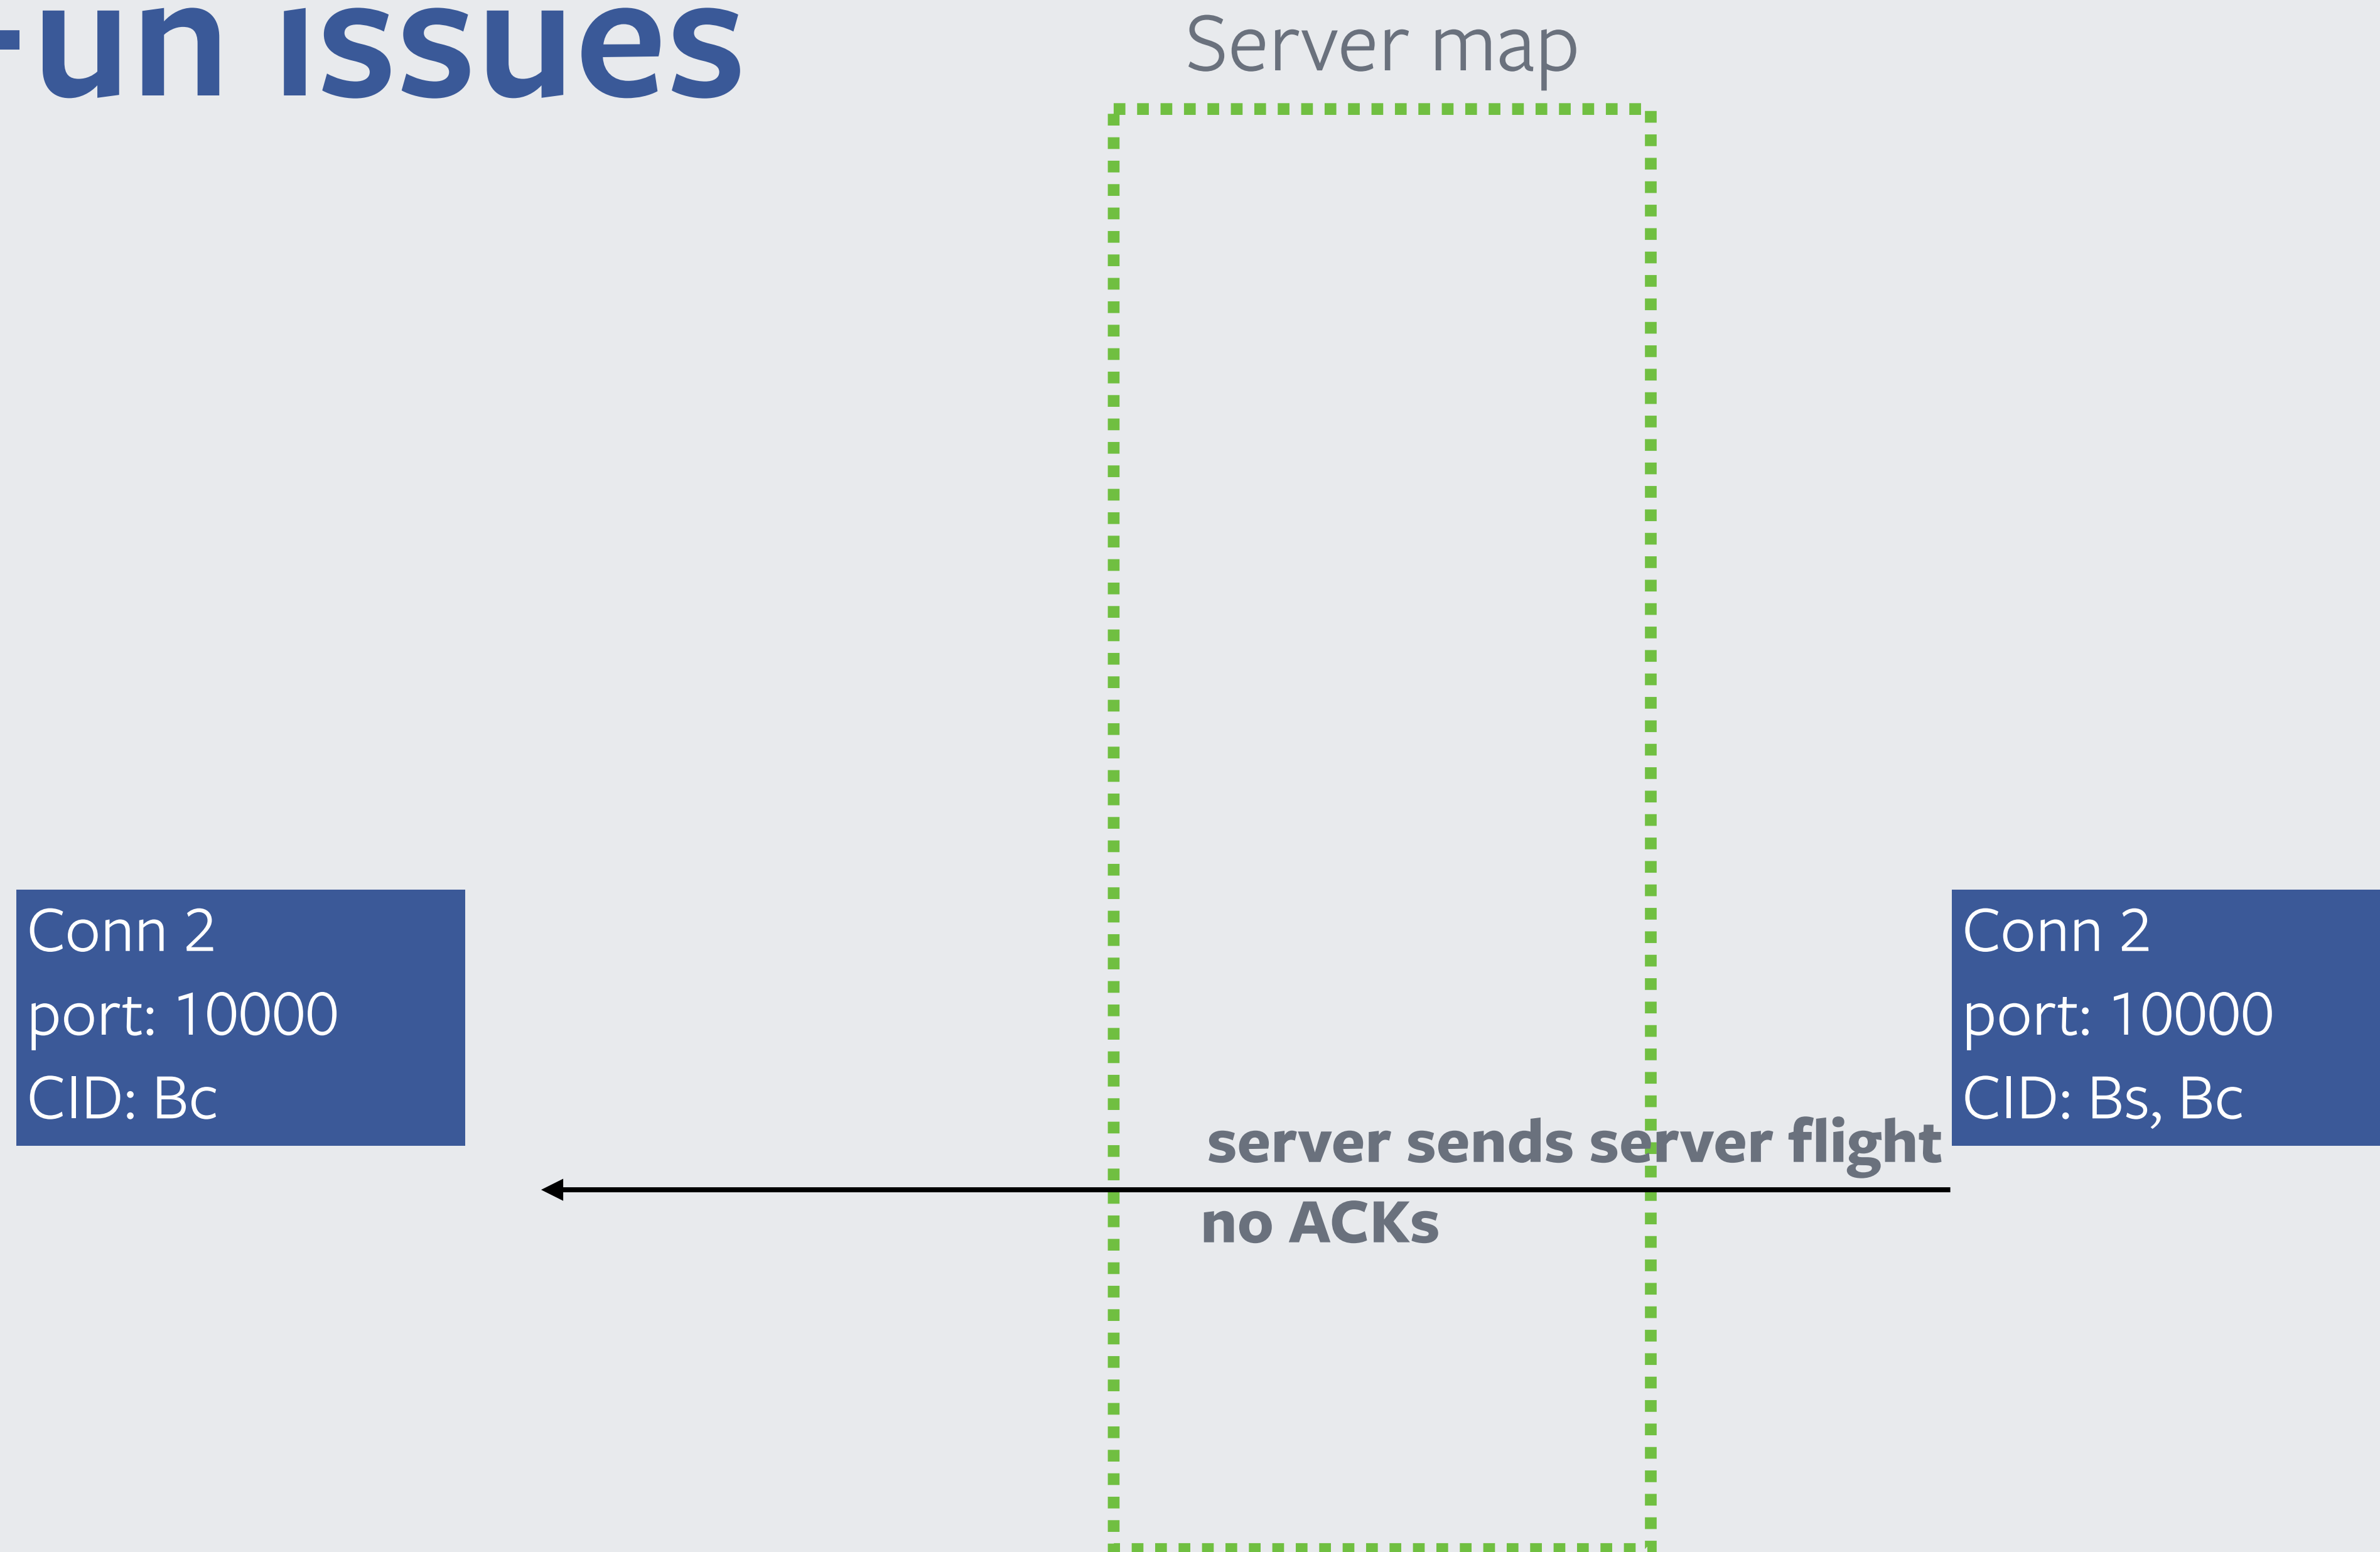 -un issues
Server map
Conn 2
port: 10000
CID: Bc
Conn 2
port: 10000
CID: Bs, Bc
server sends server flight
no ACKs